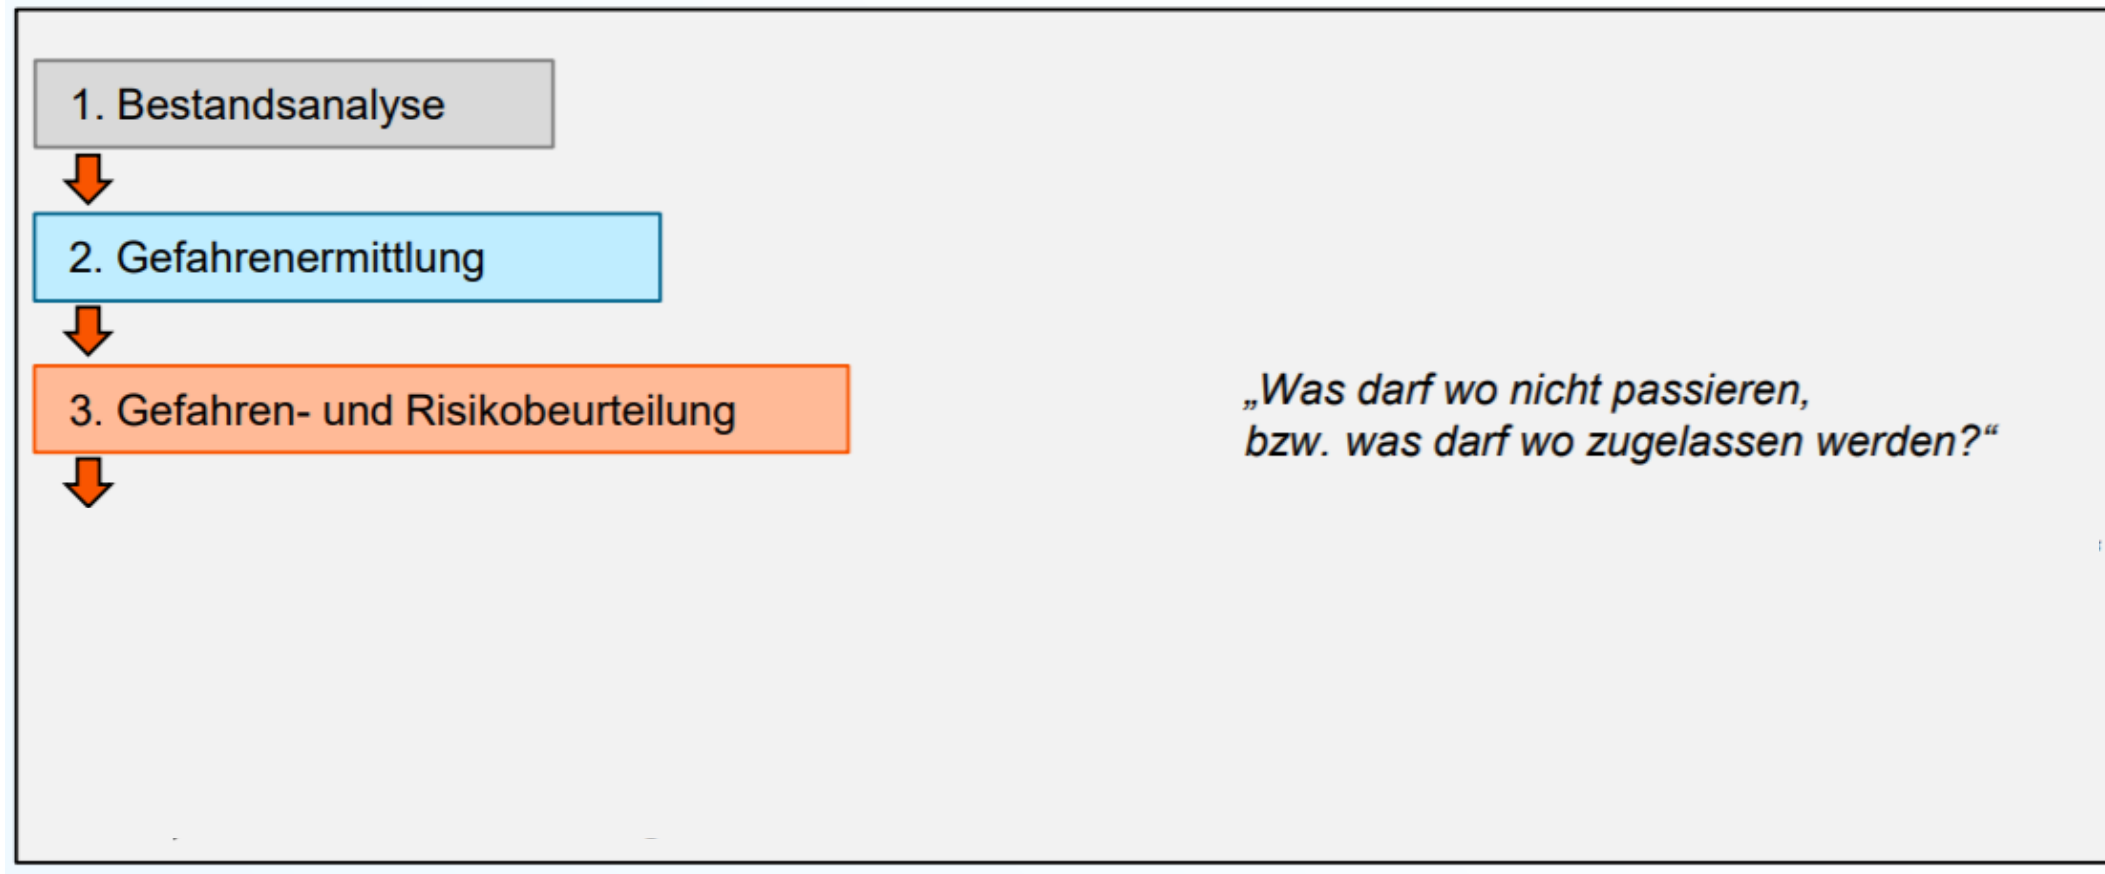 1. Bestandsanalyse
2. Gefahrenermittlung
3. Gefahren- und Risikobeurteilung
„Was darf wo nicht passieren,
bzw. was darf wo zugelassen werden?“